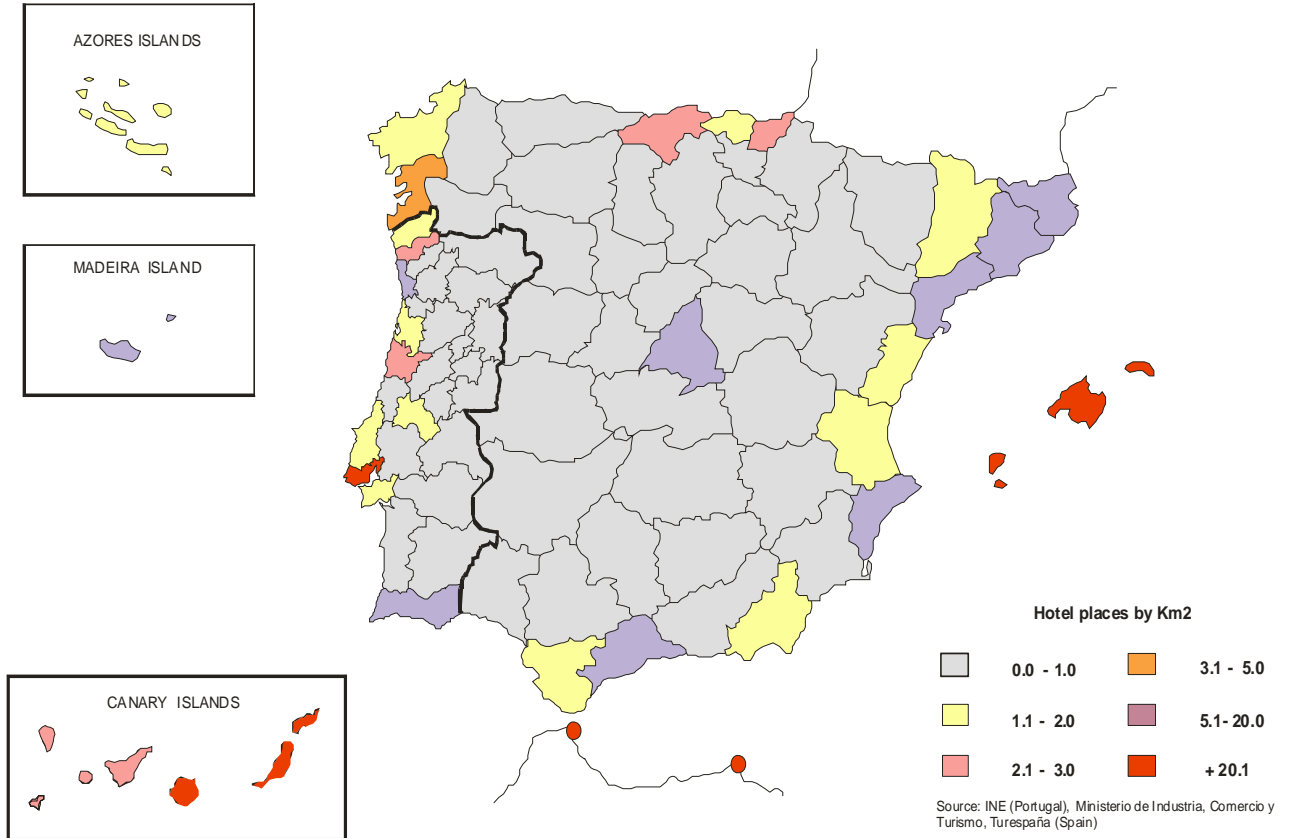 AZORES ISLANDS
MADEIRA ISLAND
CANARY ISLANDS
Hotel places by Km2
0.0 - 1.0
3.1 - 5.0
1.1 - 2.0
5.1-20.0
2.1 - 3.0
+ 20.1
Source: INE (Portugal), Ministerio de Industria, Comercio y
Turismo, Turespaña (Spain)